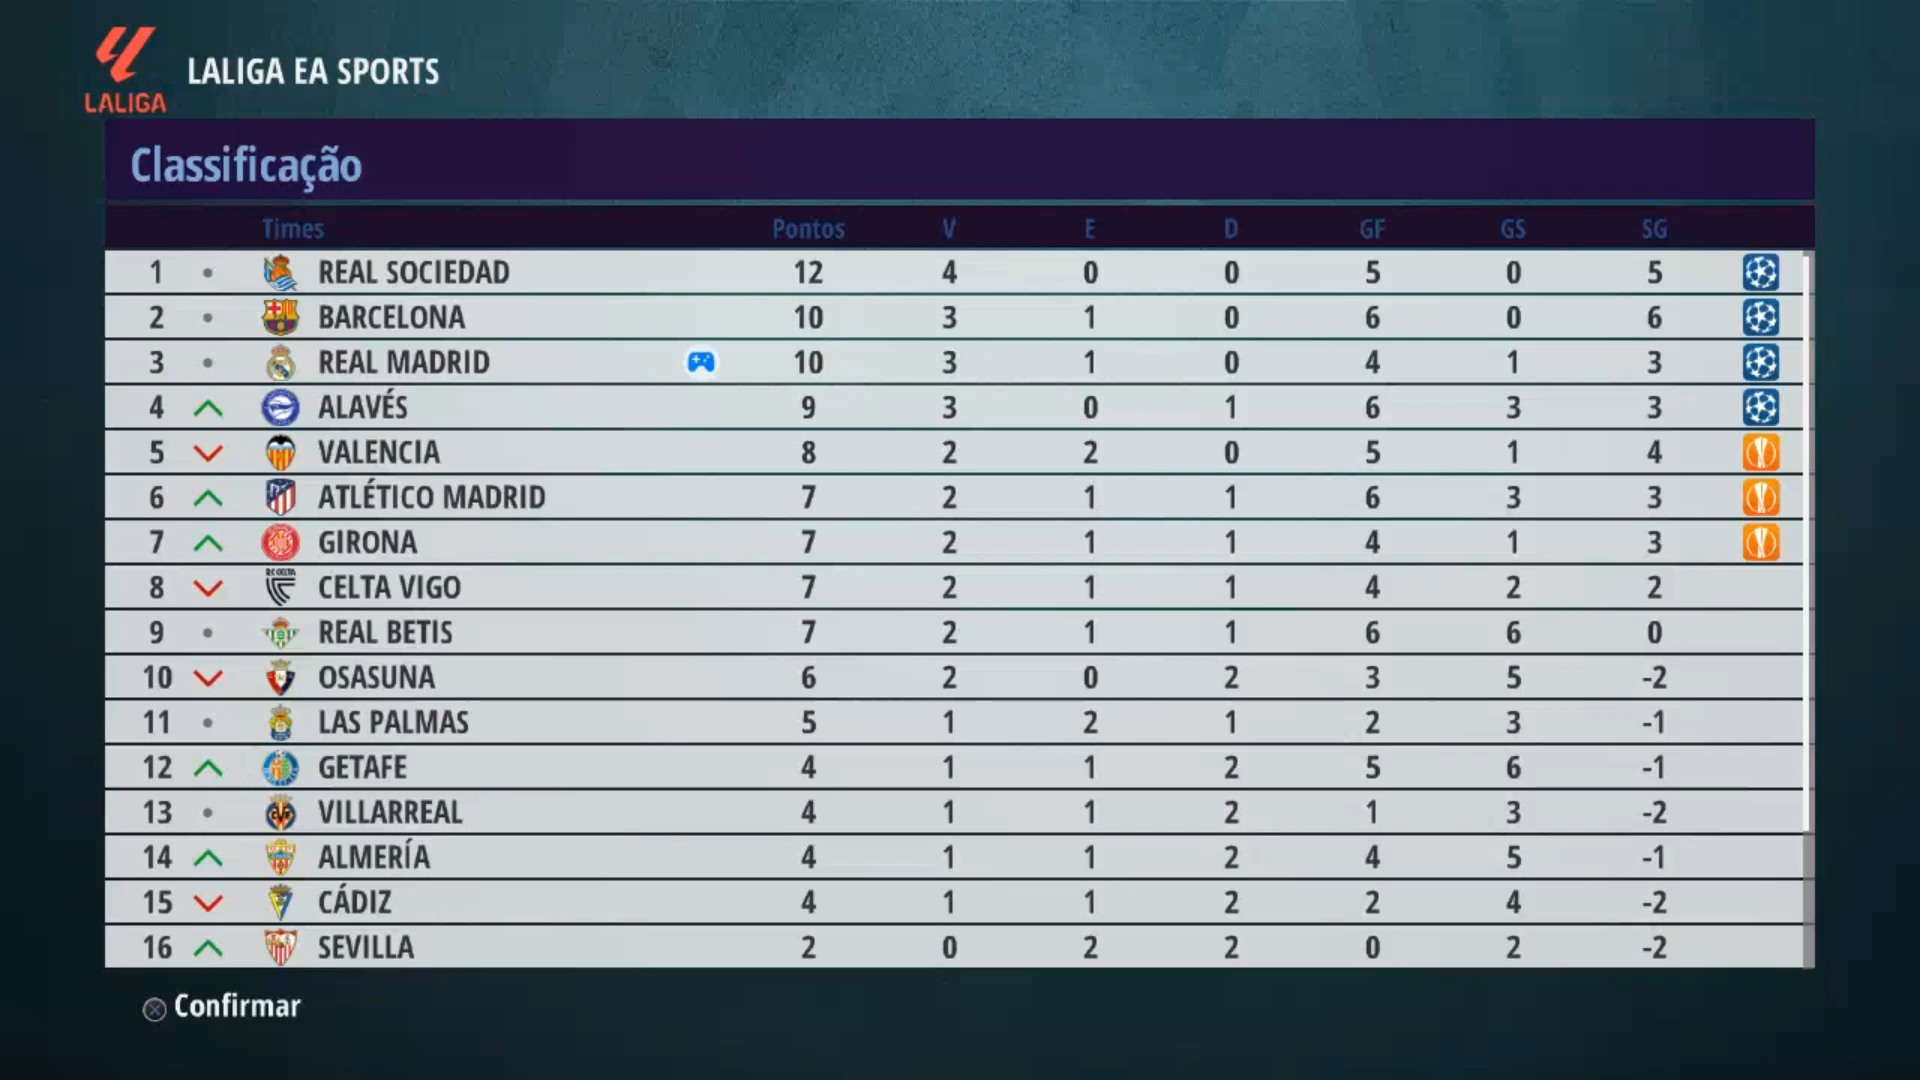 LALIGA
LALIGA EA SPORTS
Classificação
Times Pontos V E D GF GS SG
1 REAL SOCIEDAD 12 4 0 0 5 0 5
2 BARCELONA 10 3 1 0 6 0 6
3 REAL MADRID 10 3 1 0 4 1 3
4 ALAVÉS 9 3 0 1 6 3 3
5 VALENCIA 8 2 2 0 5 1 4
6 ATLÉTICO MADRID 7 2 1 1 6 3 3
7 GIRONA 7 2 1 1 4 1 3
8 CELTA VIGO 7 2 1 1 4 2 2
9 REAL BETIS 7 2 1 1 6 6 0
10 OSASUNA 6 2 0 2 3 5 -2
11 LAS PALMAS 5 1 2 1 2 3 -1
12 GETAFE 4 1 1 2 5 6 -1
13 VILLARREAL 4 1 1 2 1 3 -2
14 ALMERÍA 4 1 1 2 4 5 -1
15 CÁDIZ 4 1 1 2 2 4 -2
16 SEVILLA 2 0 2 2 0 2 -2
Confirmar